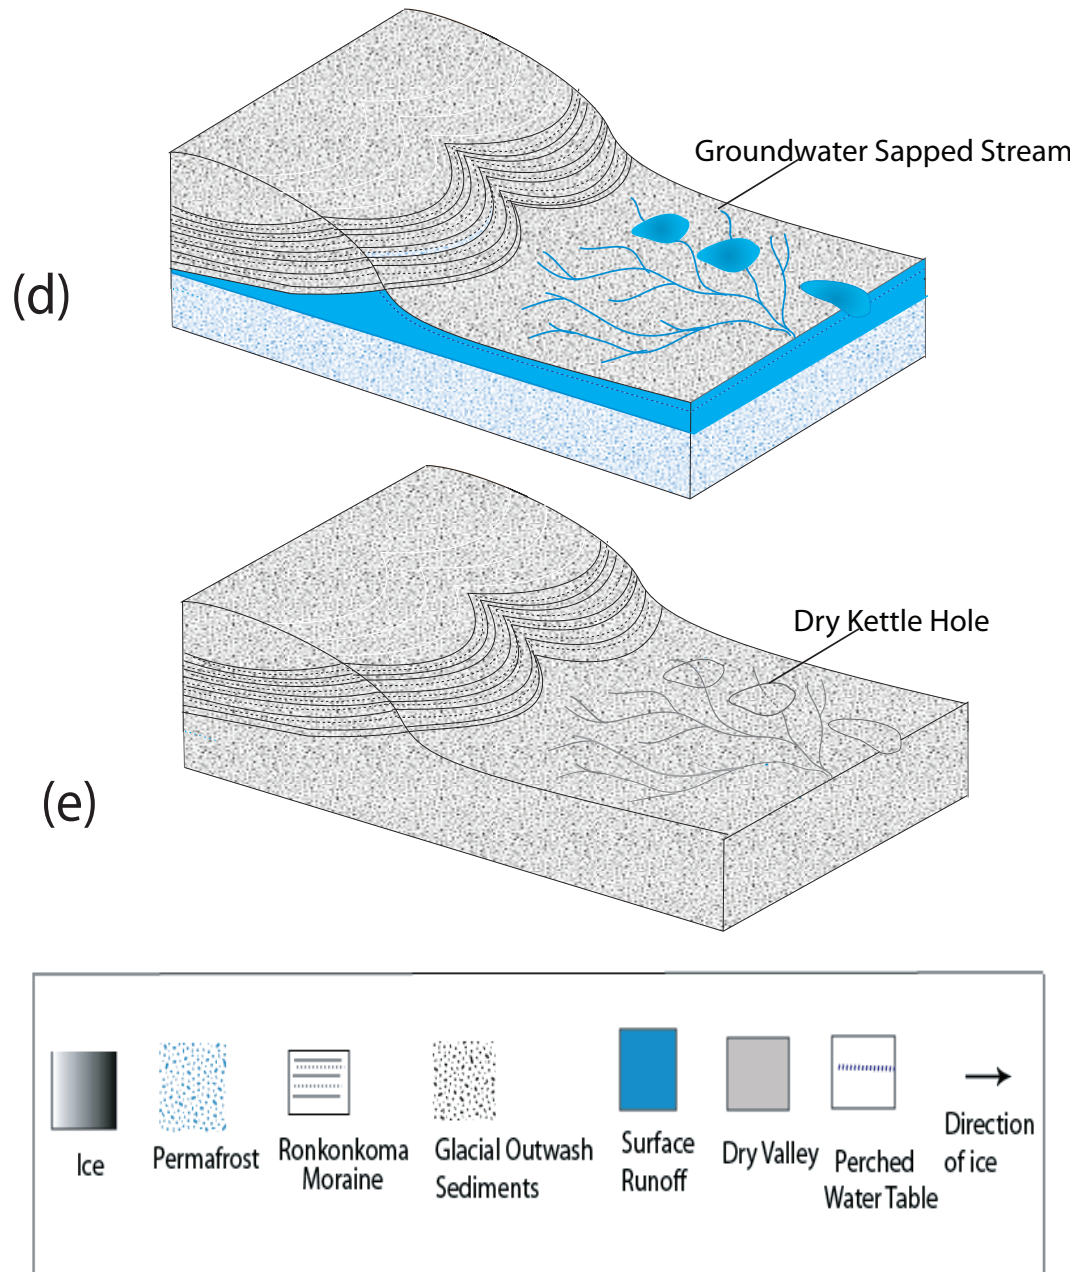 Groundwater Sapped Stream
(d)
Dry Kettle Hole
(e)
Ice
Permafrost
Ronkonkoma
Moraine
Glacial Outwash
Sediments
Surface
Runoff
Dry Valley
Perched
Water Table
Direction
of ice